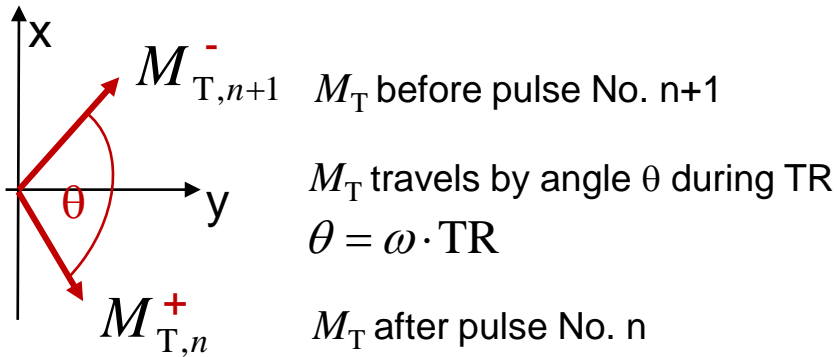 x
M⁻T,n+1 MT before pulse No. n+1
MT travels by angle θ during TR
θ y
θ = ω · TR
M⁺T,n MT after pulse No. n